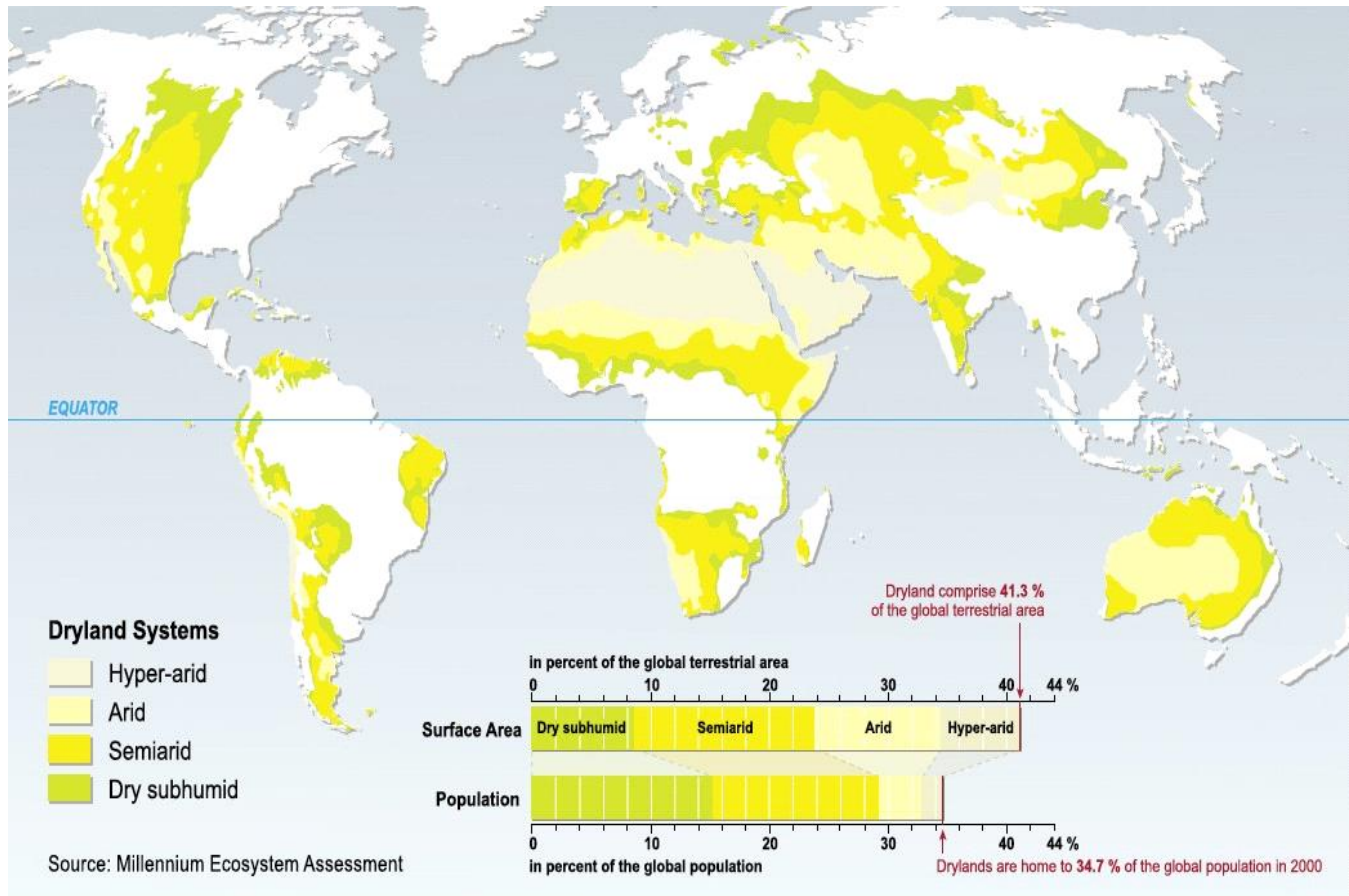 EQUATOR
Dryland comprise 41.3 %
of the global terrestrial area
Dryland Systems
Hyper-arid
Arid
Semiarid
Dry subhumid
in percent of the global terrestrial area
0 10 20 30 40 44 %
Surface Area Dry subhumid Semiarid Arid Hyper-arid
Population
0 10 20 30 40 44 %
in percent of the global population
Drylands are home to 34.7 % of the global population in 2000
Source: Millennium Ecosystem Assessment